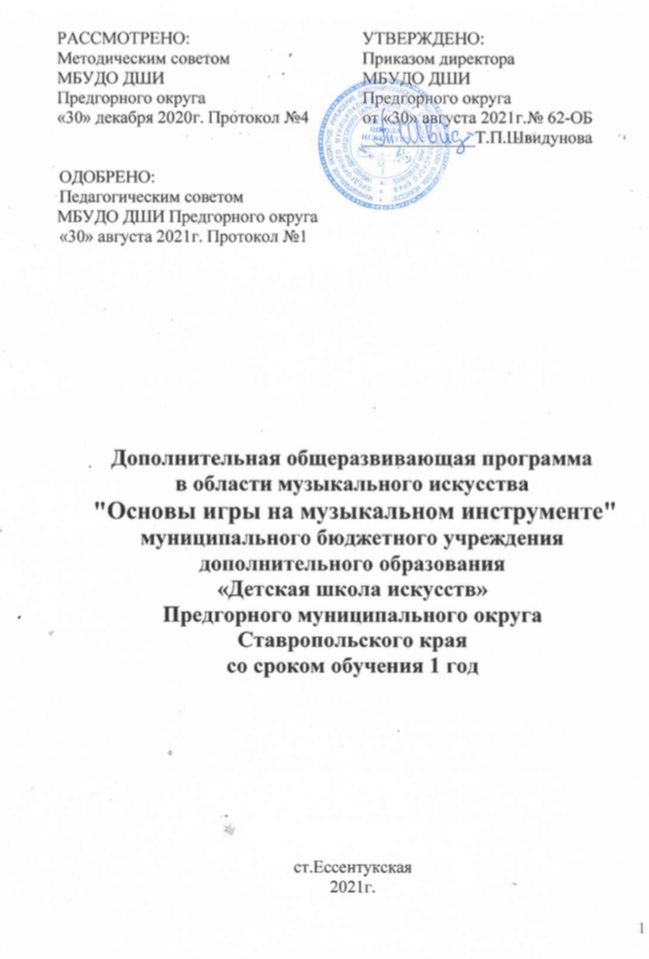 РАССМОТРЕНО:
Методическим советом
МБУДО ДШИ
Предгорного округа
«30» декабря 2020г. Протокол №4
УТВЕРЖДЕНО:
Приказом директора
МБУДО ДШИ
Предгорного округа
от «30» августа 2021г.№ 62-ОБ
Т.П.Швидунова
ОДОБРЕНО:
Педагогическим советом
МБУДО ДШИ Предгорного округа
«30» августа 2021г. Протокол №1
Дополнительная общеразвивающая программа
в области музыкального искусства
"Основы игры на музыкальном инструменте"
муниципального бюджетного учреждения
дополнительного образования
«Детская школа искусств»
Предгорного муниципального округа
Ставропольского края
со сроком обучения 1 год
ст.Ессентукская
2021г.
1